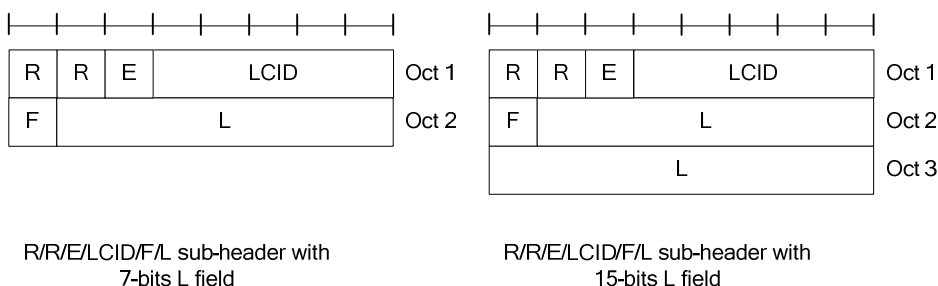 R R E LCID Oct 1
F L Oct 2
R/R/E/LCID/F/L sub-header with
7-bits L field
R R E LCID Oct 1
F L Oct 2
L Oct 3
R/R/E/LCID/F/L sub-header with
15-bits L field